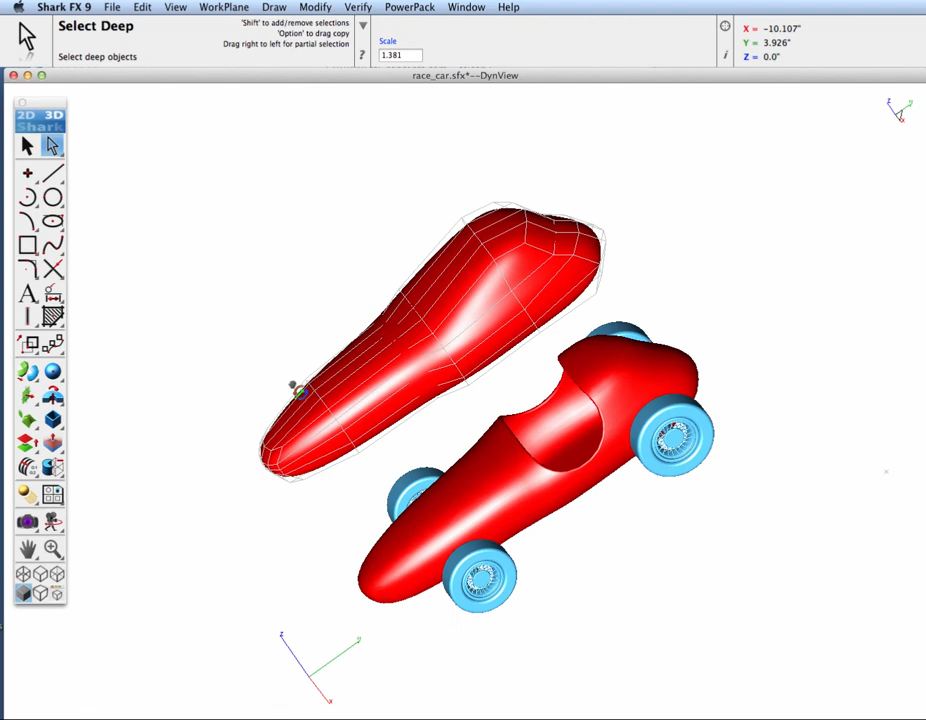 Shark FX 9 File Edit View WorkPlane Draw Modify Verify PowerPack Window Help
Select Deep
Select deep objects
'Shift' to add/remove selections
'Option' to drag copy
Drag right to left for partial selection
?
Scale
1.381
i
X = -10.107"
Y = 3.926"
Z = 0.0"
race_car.sfx*--DynView
2D 3D
Shark
A
z
y
x
z
y
x